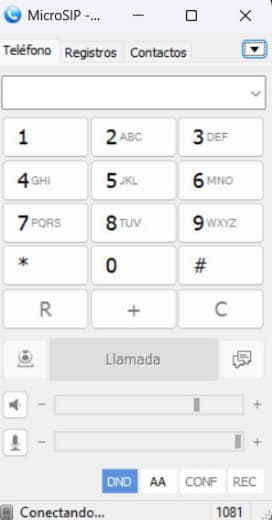 MicroSIP -...
Teléfono Registros Contactos
1 2 ABC 3 DEF
4 GHI 5 JKL 6 MNO
7 PQRS 8 TUV 9 WXYZ
* 0 #
R + C
Llamada
- +
- +
DND AA CONF REC
Conectando... 1081